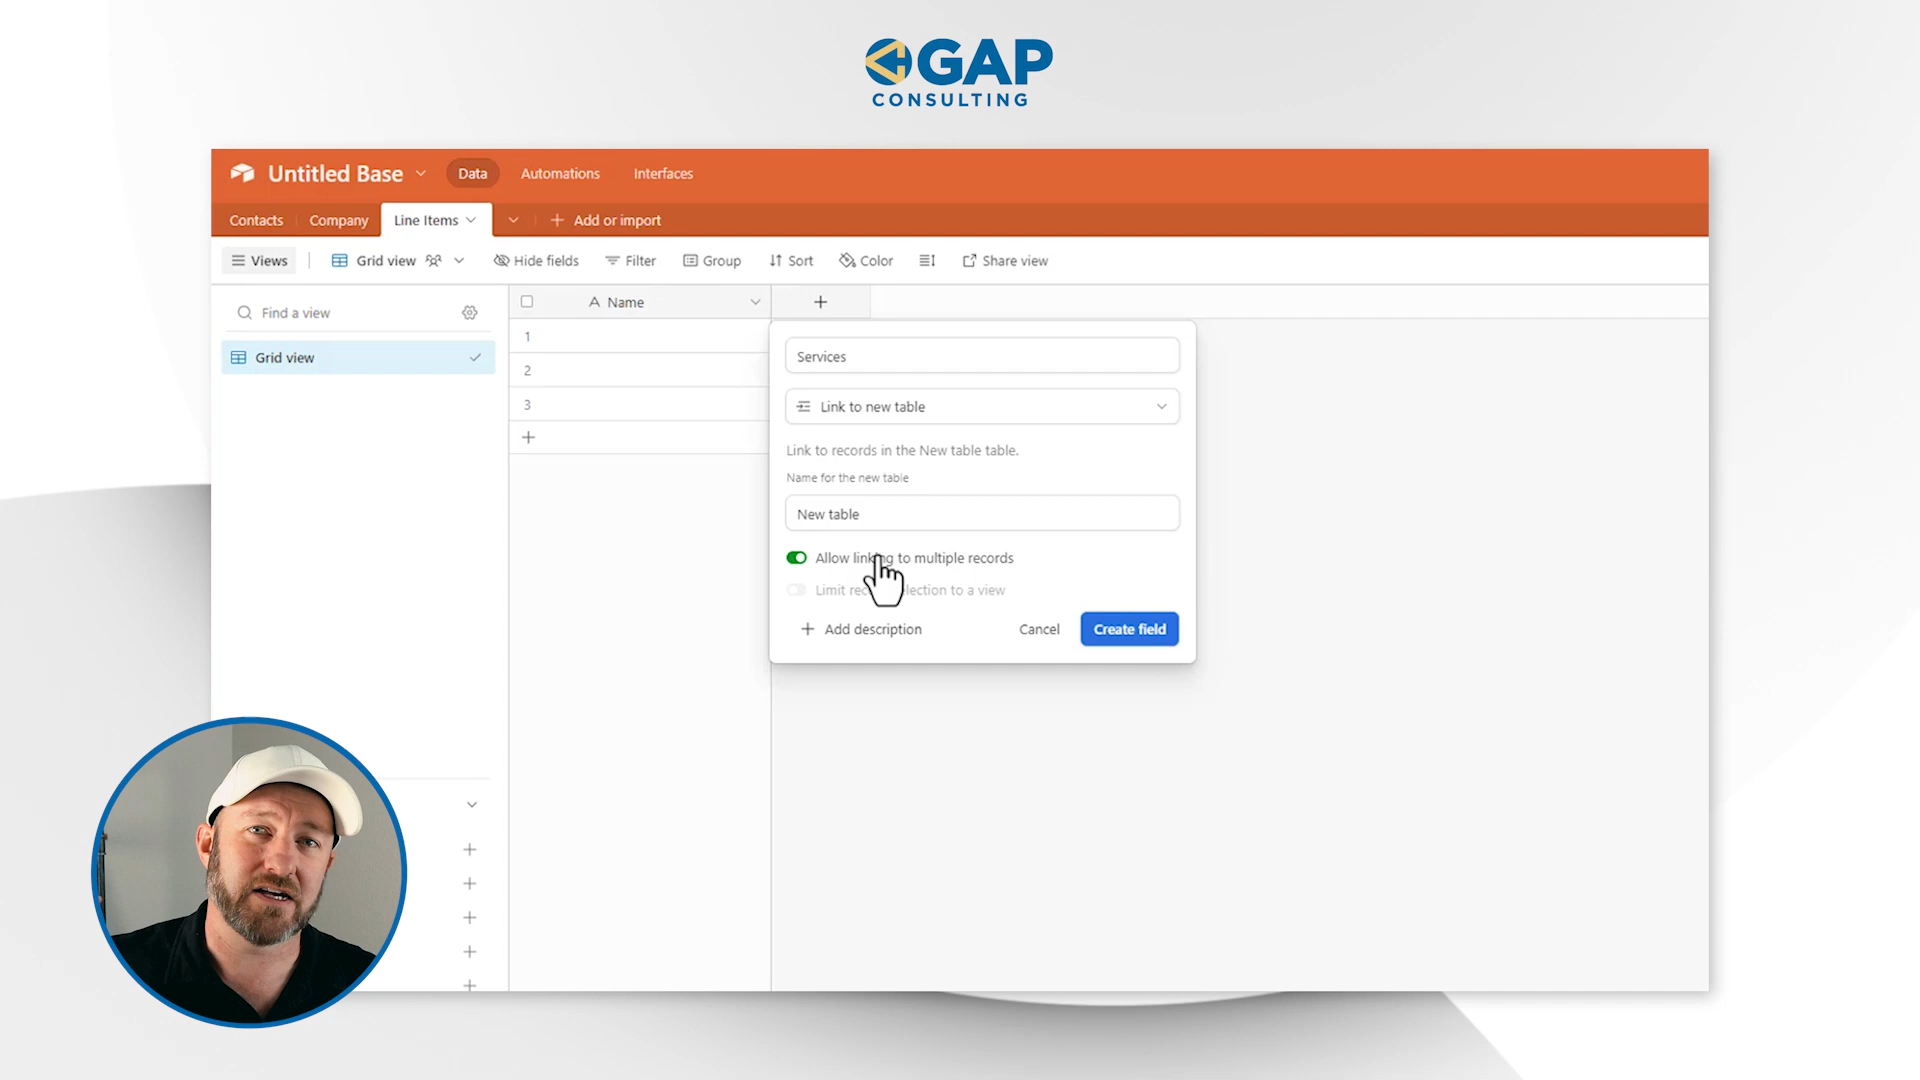 GAP
CONSULTING
Untitled Base
Data
Automations
Interfaces
Contacts
Company
Line Items
Add or import
Views
Grid view
Hide fields
Filter
Group
Sort
Color
Share view
Find a view
Grid view
Name
1
2
3
Services
Link to new table
Link to records in the New table table.
Name for the new table
New table
Allow linking to multiple records
Limit to a view
Add description
Cancel
Create field